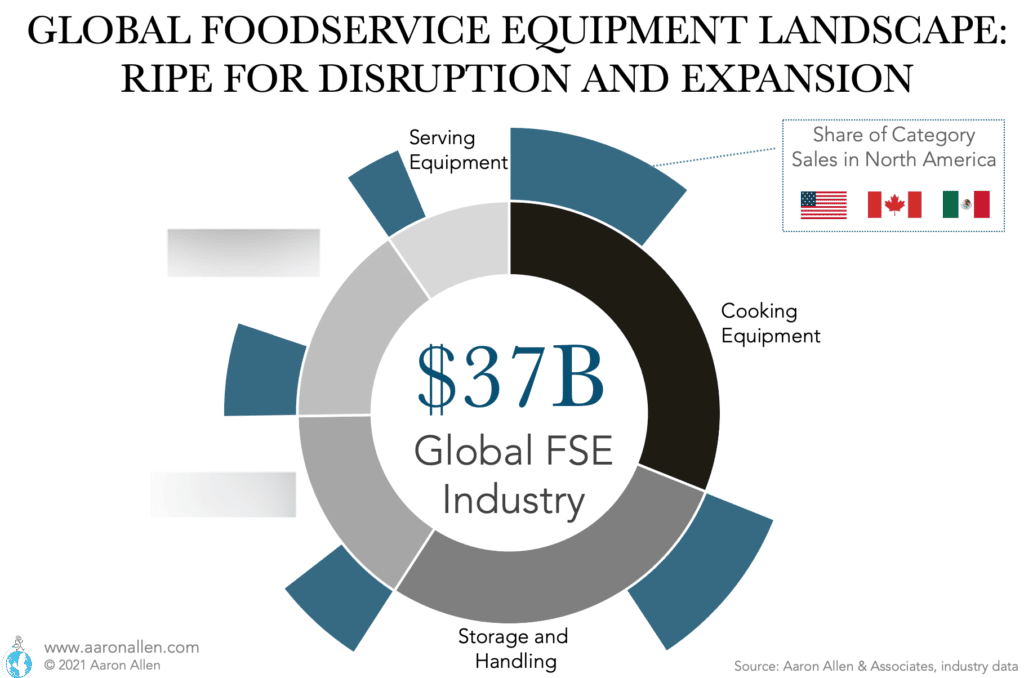 GLOBAL FOODSERVICE EQUIPMENT LANDSCAPE:
RIPE FOR DISRUPTION AND EXPANSION
Serving
Equipment
Share of Category
Sales in North America
Cooking
Equipment
$37B
Global FSE
Industry
Storage and
Handling
www.aaronallen.com
© 2021 Aaron Allen
Source: Aaron Allen & Associates, industry data